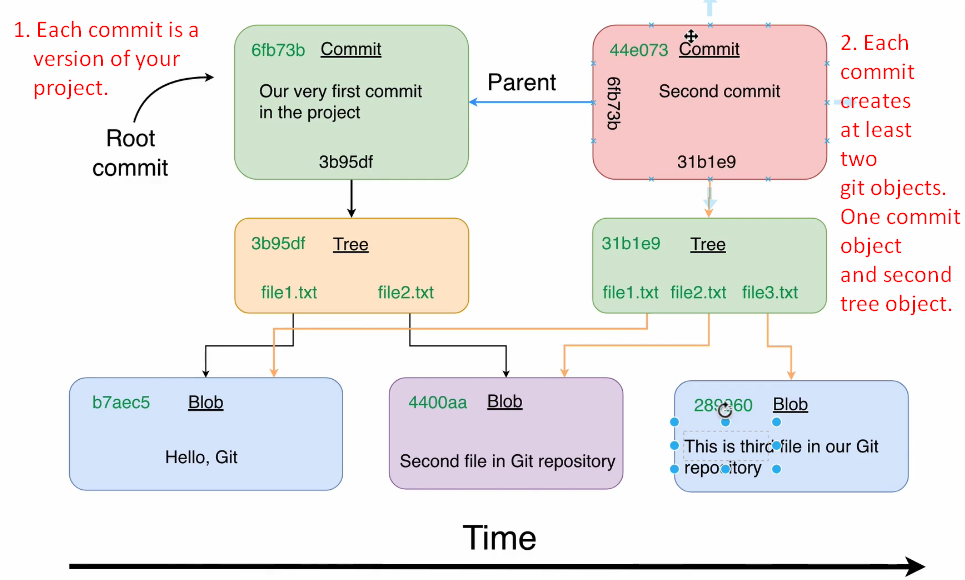 1. Each commit is a
version of your
project.
Root
commit
6fb73b Commit
Our very first commit
in the project
3b95df
Parent
44e073 Commit
6fb73b
Second commit
31b1e9
2. Each
commit
creates
at least
two
git objects.
One commit
object
and second
tree object.
3b95df Tree
file1.txt file2.txt
31b1e9 Tree
file1.txt file2.txt file3.txt
b7aec5 Blob
Hello, Git
4400aa Blob
Second file in Git repository
Blob
This is third file in our Git
repository
Time